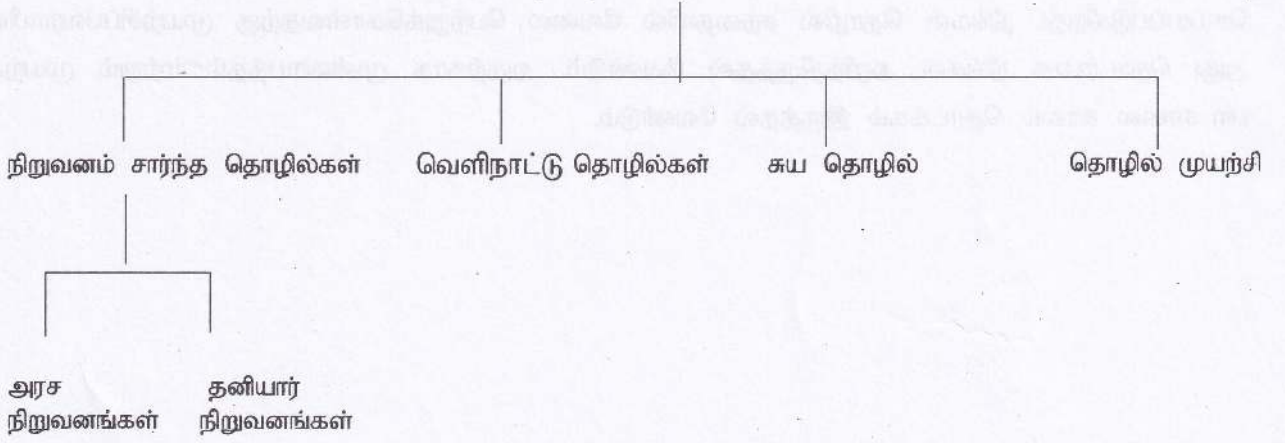 நிறுவனம் சார்ந்த தொழில்கள் வெளிநாட்டு தொழில்கள் சுய தொழில் தொழில் முயற்சி
அரச தனியார்
நிறுவனங்கள் நிறுவனங்கள்